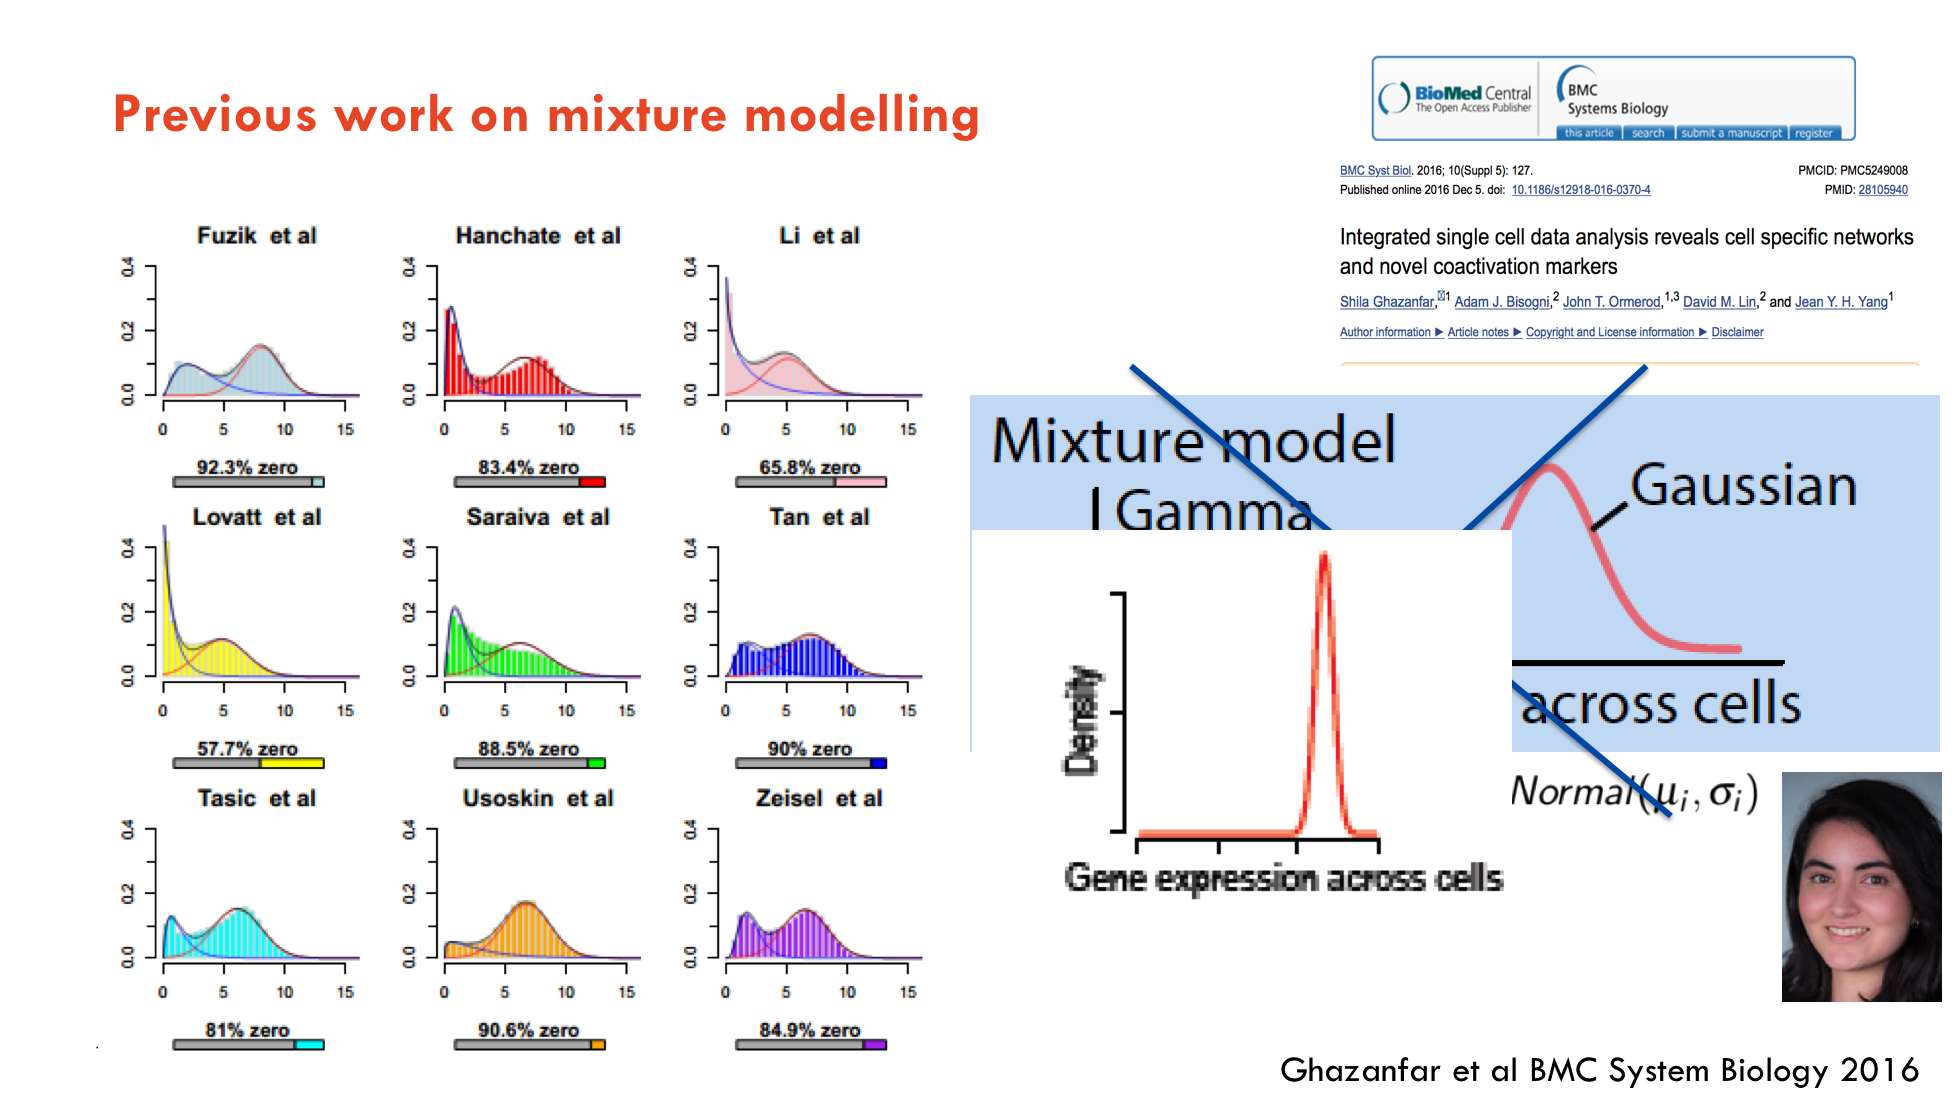 Previous work on mixture modelling
BioMed Central
The Open Access Publisher
BMC
Systems Biology
this article | search | submit a manuscript | register
BMC Syst Biol. 2016; 10(Suppl 5): 127.
PMCID: PMC5249008
Published online 2016 Dec 5. doi: 10.1186/s12918-016-0370-4
PMID: 28105940
Integrated single cell data analysis reveals cell specific networks
and novel coactivation markers
Shila Ghazanfar,1 Adam J. Bisogni,2 John T. Ormerod,1,3 David M. Lin,2 and Jean Y. H. Yang1
Author information ► Article notes ► Copyright and License information ► Disclaimer
Fuzik et al
0.0 0.2 0.4
0 5 10 15
92.3% zero
Hanchate et al
0.0 0.2 0.4
0 5 10 15
83.4% zero
Li et al
0.0 0.2 0.4
0 5 10 15
65.8% zero
Lovatt et al
0.0 0.2 0.4
0 5 10 15
57.7% zero
Saraiva et al
0.0 0.2 0.4
0 5 10 15
88.5% zero
Tan et al
0.0 0.2 0.4
0 5 10 15
90% zero
Tasic et al
0.0 0.2 0.4
0 5 10 15
81% zero
Usoskin et al
0.0 0.2 0.4
0 5 10 15
90.6% zero
Zeisel et al
0.0 0.2 0.4
0 5 10 15
84.9% zero
Mixture model
Gamma
Gaussian
across cells
Normal(μi, σi)
Density
Gene expression across cells
Ghazanfar et al BMC System Biology 2016